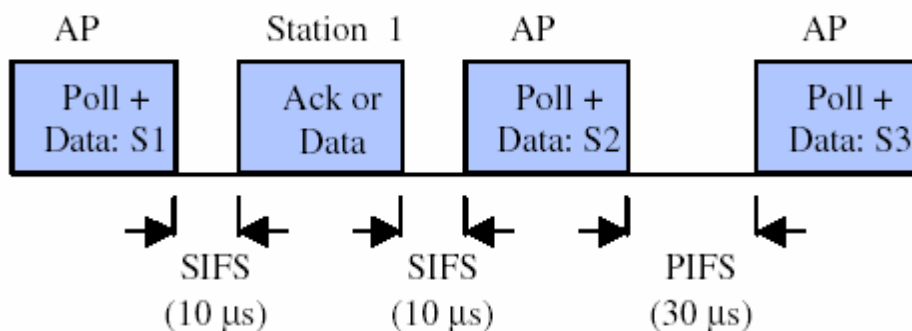 AP
Station 1
AP
AP
Poll +
Data: S1
Ack or
Data
Poll +
Data: S2
Poll +
Data: S3
SIFS
(10 µs)
SIFS
(10 µs)
PIFS
(30 µs)